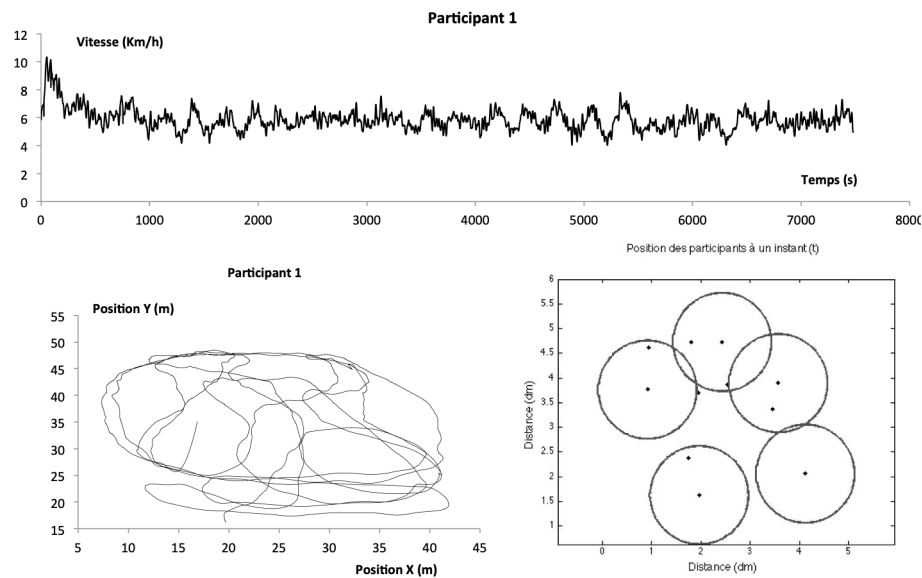 Participant 1
Vitesse (Km/h)
12
10
8
6
4
2
0
0 1000 2000 3000 4000 5000 6000 7000 8000
Temps (s)
Participant 1
Position Y (m)
55
50
45
40
35
30
25
20
15
5 10 15 20 25 30 35 40 45
Position X (m)
Position des participants à un instant (t)
Distance (dm)
6
5.5
5
4.5
4
3.5
3
2.5
2
1.5
1
0 1 2 3 4 5
Distance (dm)